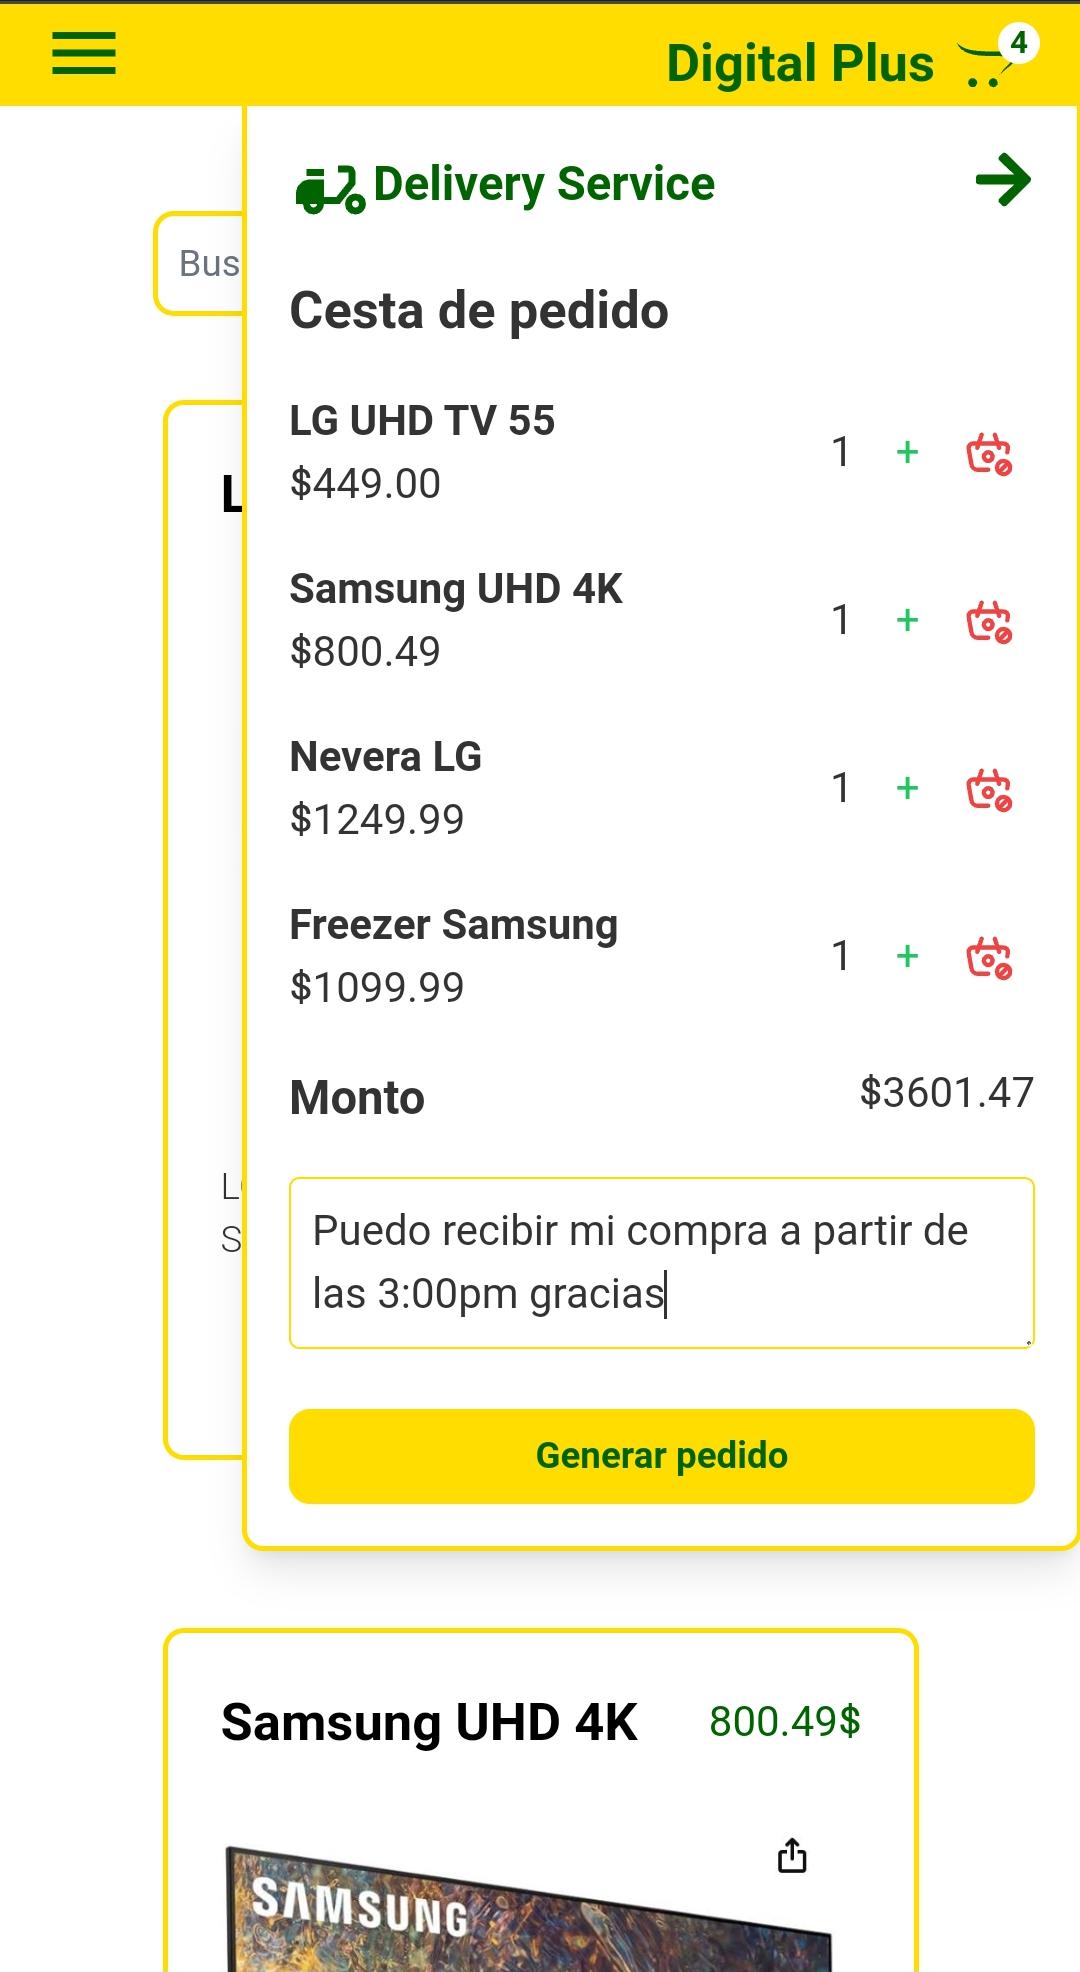 Digital Plus
4
Delivery Service
Bus
Cesta de pedido
LG UHD TV 55
1 +
$449.00
L
Samsung UHD 4K
1 +
$800.49
Nevera LG
1 +
$1249.99
Freezer Samsung
1 +
$1099.99
Monto
$3601.47
L
S
Puedo recibir mi compra a partir de
las 3:00pm gracias
Generar pedido
Samsung UHD 4K
800.49$
SAMSUNG